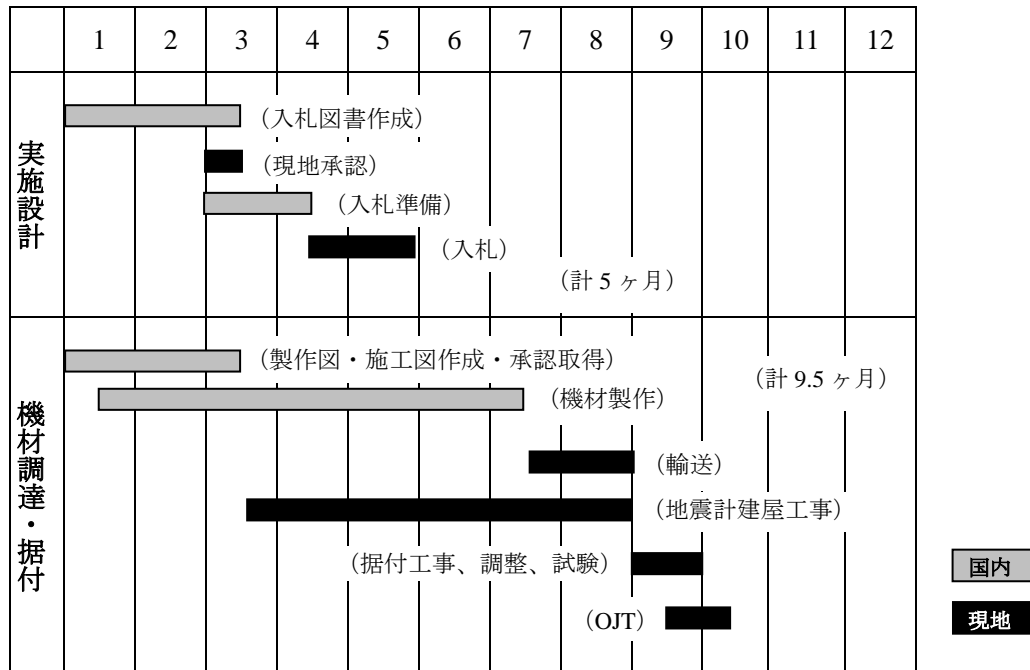 1 2 3 4 5 6 7 8 9 10 11 12
実施設計
（入札図書作成）
（現地承認）
（入札準備）
（入札）
（計 5 ヶ月）
機材調達・据付
（製作図・施工図作成・承認取得）
（計 9.5 ヶ月）
（機材製作）
（輸送）
（地震計建屋工事）
（据付工事、調整、試験）
（OJT）
国内
現地